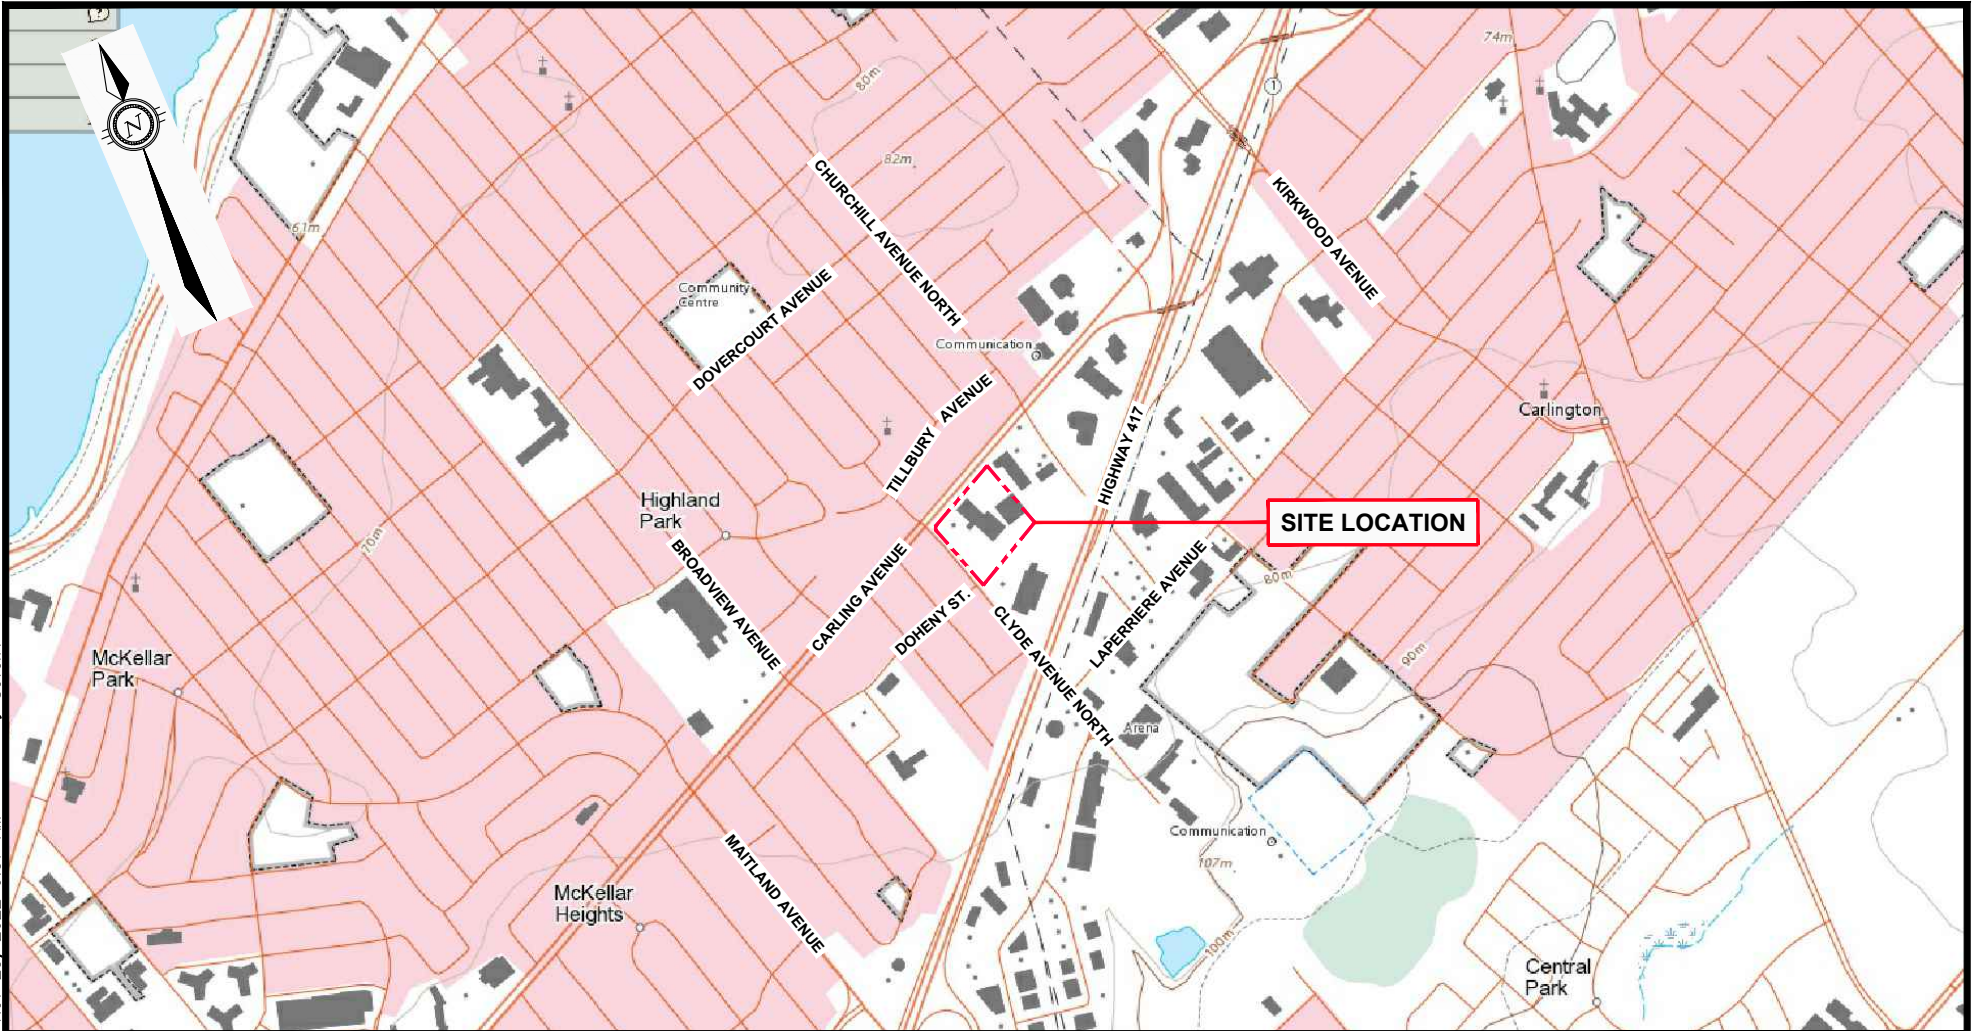 ?
N
74m
80m
1
82m
CHURCHILL AVENUE NORTH
KIRKWOOD AVENUE
61m
Community
Centre
DOVERCOURT AVENUE
Communication
TILLBURY AVENUE
HIGHWAY 417
Carlington
Highland
Park
SITE LOCATION
70m
BROADVIEW AVENUE
CARLING AVENUE
DOHENY ST.
CLYDE AVENUE NORTH
LAPERRIERE AVENUE
80m
90m
McKellar
Park
Arena
Communication
107m
MAITLAND AVENUE
McKellar
Heights
100m
Central
Park